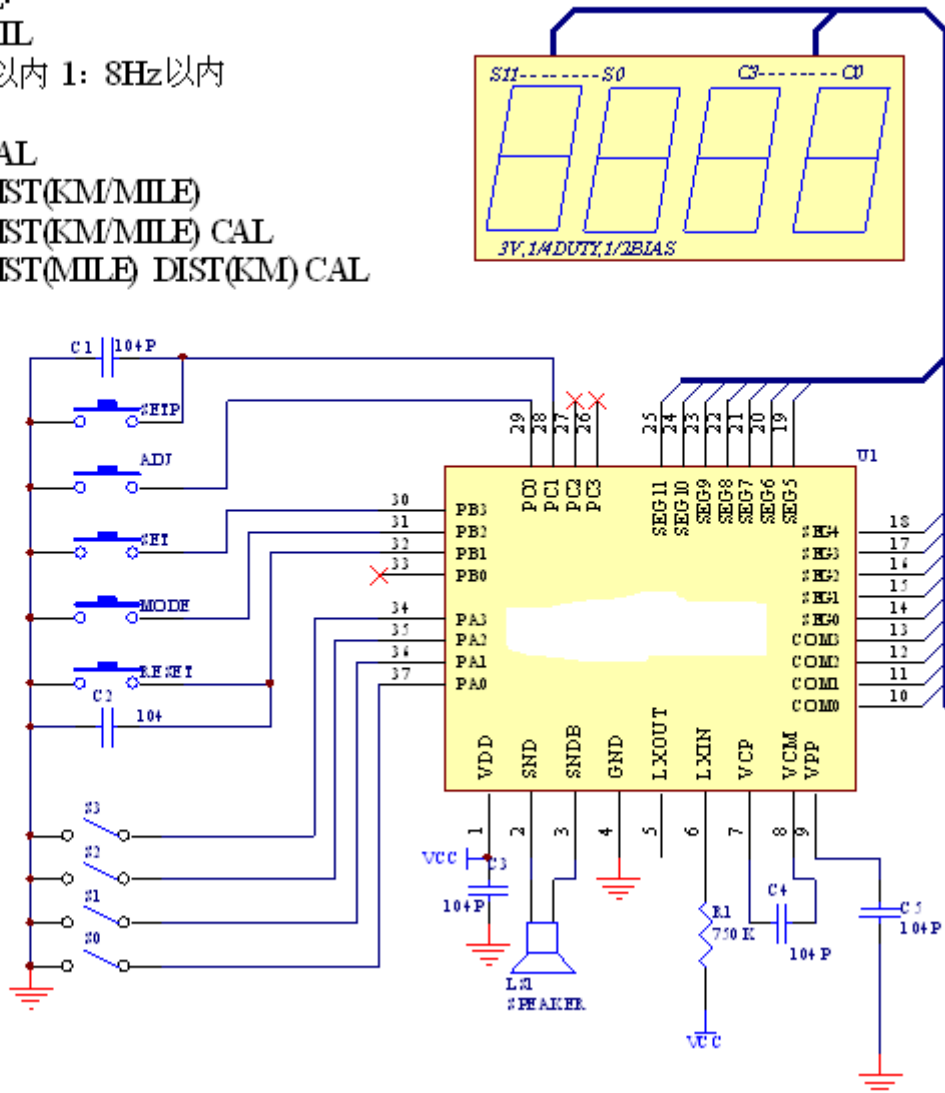 IL
以内 1: 8Hz以内
AL
IST(KM/MILE)
IST(KM/MILE) CAL
IST(MILE) DIST(KM) CAL
S11--------S0
C3--------C0
3V,1/4DUTY,1/2BIAS
C1
104P
SETP
ADJ
SET
MODE
RESET
C2
104
S3
S2
S1
S0
29
28
27
26
25
24
23
22
21
20
19
U1
PC0
PC1
PC2
PC3
SEG11
SEG10
SEG9
SEG8
SEG7
SEG6
SEG5
30
PB3
31
PB2
32
PB1
33
PB0
34
PA3
35
PA2
36
PA1
37
PA0
SEG4
18
SEG3
17
SEG2
16
SEG1
15
SEG0
14
COM3
13
COM2
12
COM1
11
COM0
10
VDD
SND
SNDB
GND
LXOUT
LXIN
VCP
VCM
VPP
1
2
3
4
5
6
7
8
9
VCC
C3
104P
LS1
SPEAKER
R1
750K
VCC
C4
104P
C5
104P